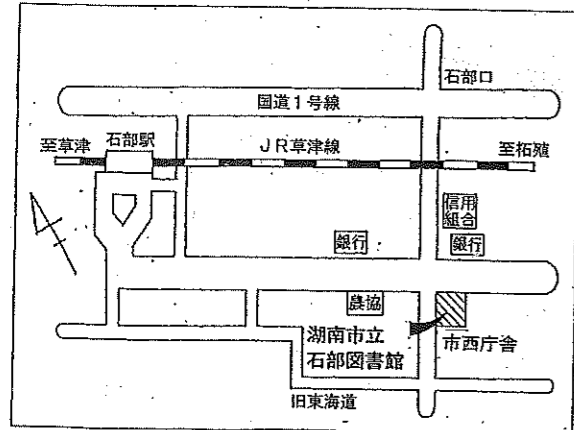 石部口
国道1号線
至草津
石部駅
JR草津線
至柘植
信用
組合
銀行
銀行
農協
湖南市立
石部図書館
市西庁舎
旧東海道